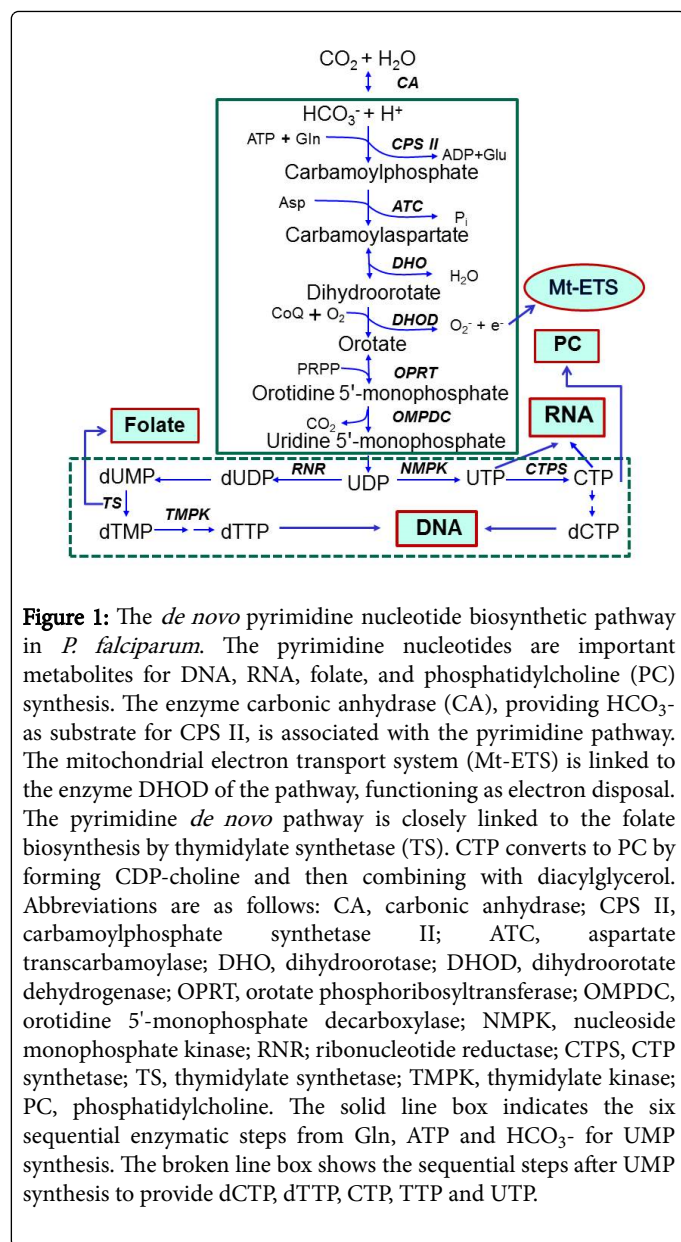 CO2 + H2O
CA
HCO3- + H+
ATP + Gln
CPS II
ADP+Glu
Carbamoylphosphate
Asp
ATC
Pi
Carbamoylaspartate
DHO
H2O
Dihydroorotate
Mt-ETS
CoQ + O2
DHOD
O2- + e-
Orotate
PC
PRPP
OPRT
Orotidine 5'-monophosphate
RNA
Folate
CO2
OMPDC
Uridine 5'-monophosphate
dUMP
dUDP
RNR
UDP
NMPK
UTP
CTPS
CTP
TS
dTMP
TMPK
dTTP
DNA
dCTP
Figure 1: The de novo pyrimidine nucleotide biosynthetic pathway
in P. falciparum. The pyrimidine nucleotides are important
metabolites for DNA, RNA, folate, and phosphatidylcholine (PC)
synthesis. The enzyme carbonic anhydrase (CA), providing HCO3-
as substrate for CPS II, is associated with the pyrimidine pathway.
The mitochondrial electron transport system (Mt-ETS) is linked to
the enzyme DHOD of the pathway, functioning as electron disposal.
The pyrimidine de novo pathway is closely linked to the folate
biosynthesis by thymidylate synthetase (TS). CTP converts to PC by
forming CDP-choline and then combining with diacylglycerol.
Abbreviations are as follows: CA, carbonic anhydrase; CPS II,
carbamoylphosphate synthetase II; ATC, aspartate
transcarbamoylase; DHO, dihydroorotase; DHOD, dihydroorotate
dehydrogenase; OPRT, orotate phosphoribosyltransferase; OMPDC,
orotidine 5'-monophosphate decarboxylase; NMPK, nucleoside
monophosphate kinase; RNR; ribonucleotide reductase; CTPS, CTP
synthetase; TS, thymidylate synthetase; TMPK, thymidylate kinase;
PC, phosphatidylcholine. The solid line box indicates the six
sequential enzymatic steps from Gln, ATP and HCO3- for UMP
synthesis. The broken line box shows the sequential steps after UMP
synthesis to provide dCTP, dTTP, CTP, TTP and UTP.